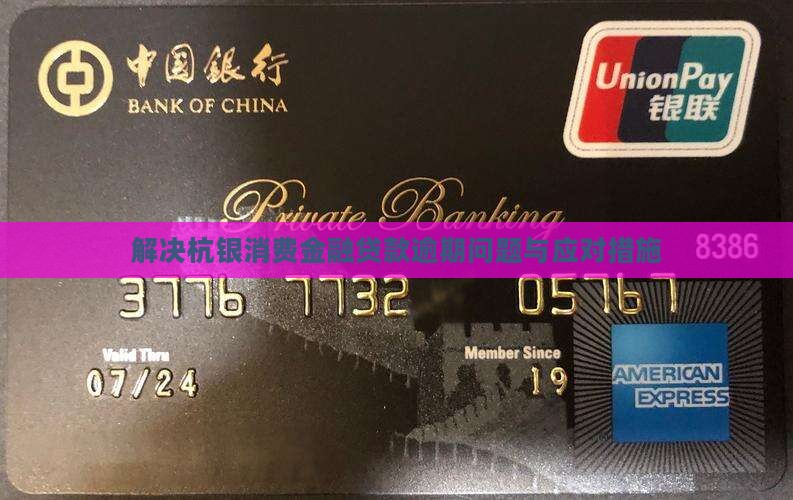 中国银行
BANK OF CHINA
UnionPay
银联
Private Banking
解决杭银消费金融贷款逾期问题与应对措施
8386
3776 7732 05767
Valid Thru
Member Since
07/24
19
AMERICAN
EXPRESS